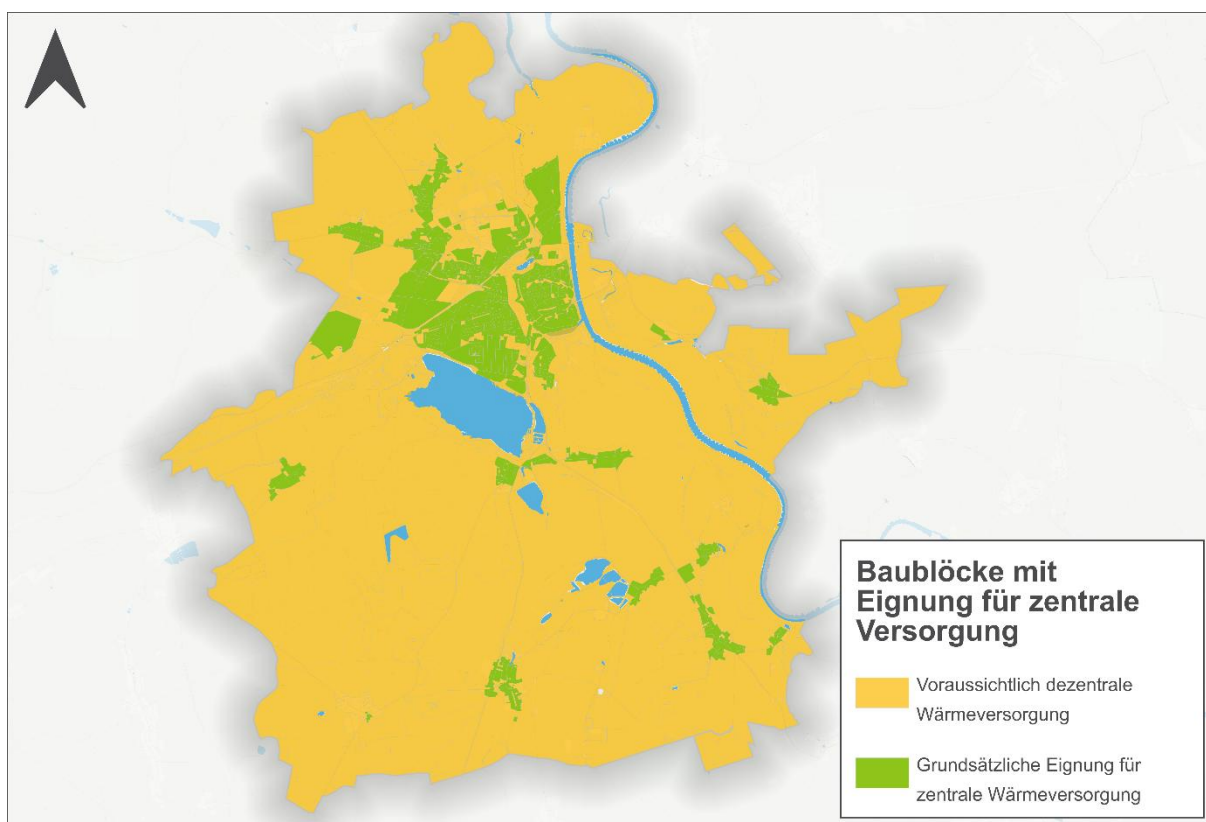 Baublöcke mit
Eignung für zentrale
Versorgung
Voraussichtlich dezentrale
Wärmeversorgung
Grundsätzliche Eignung für
zentrale Wärmeversorgung